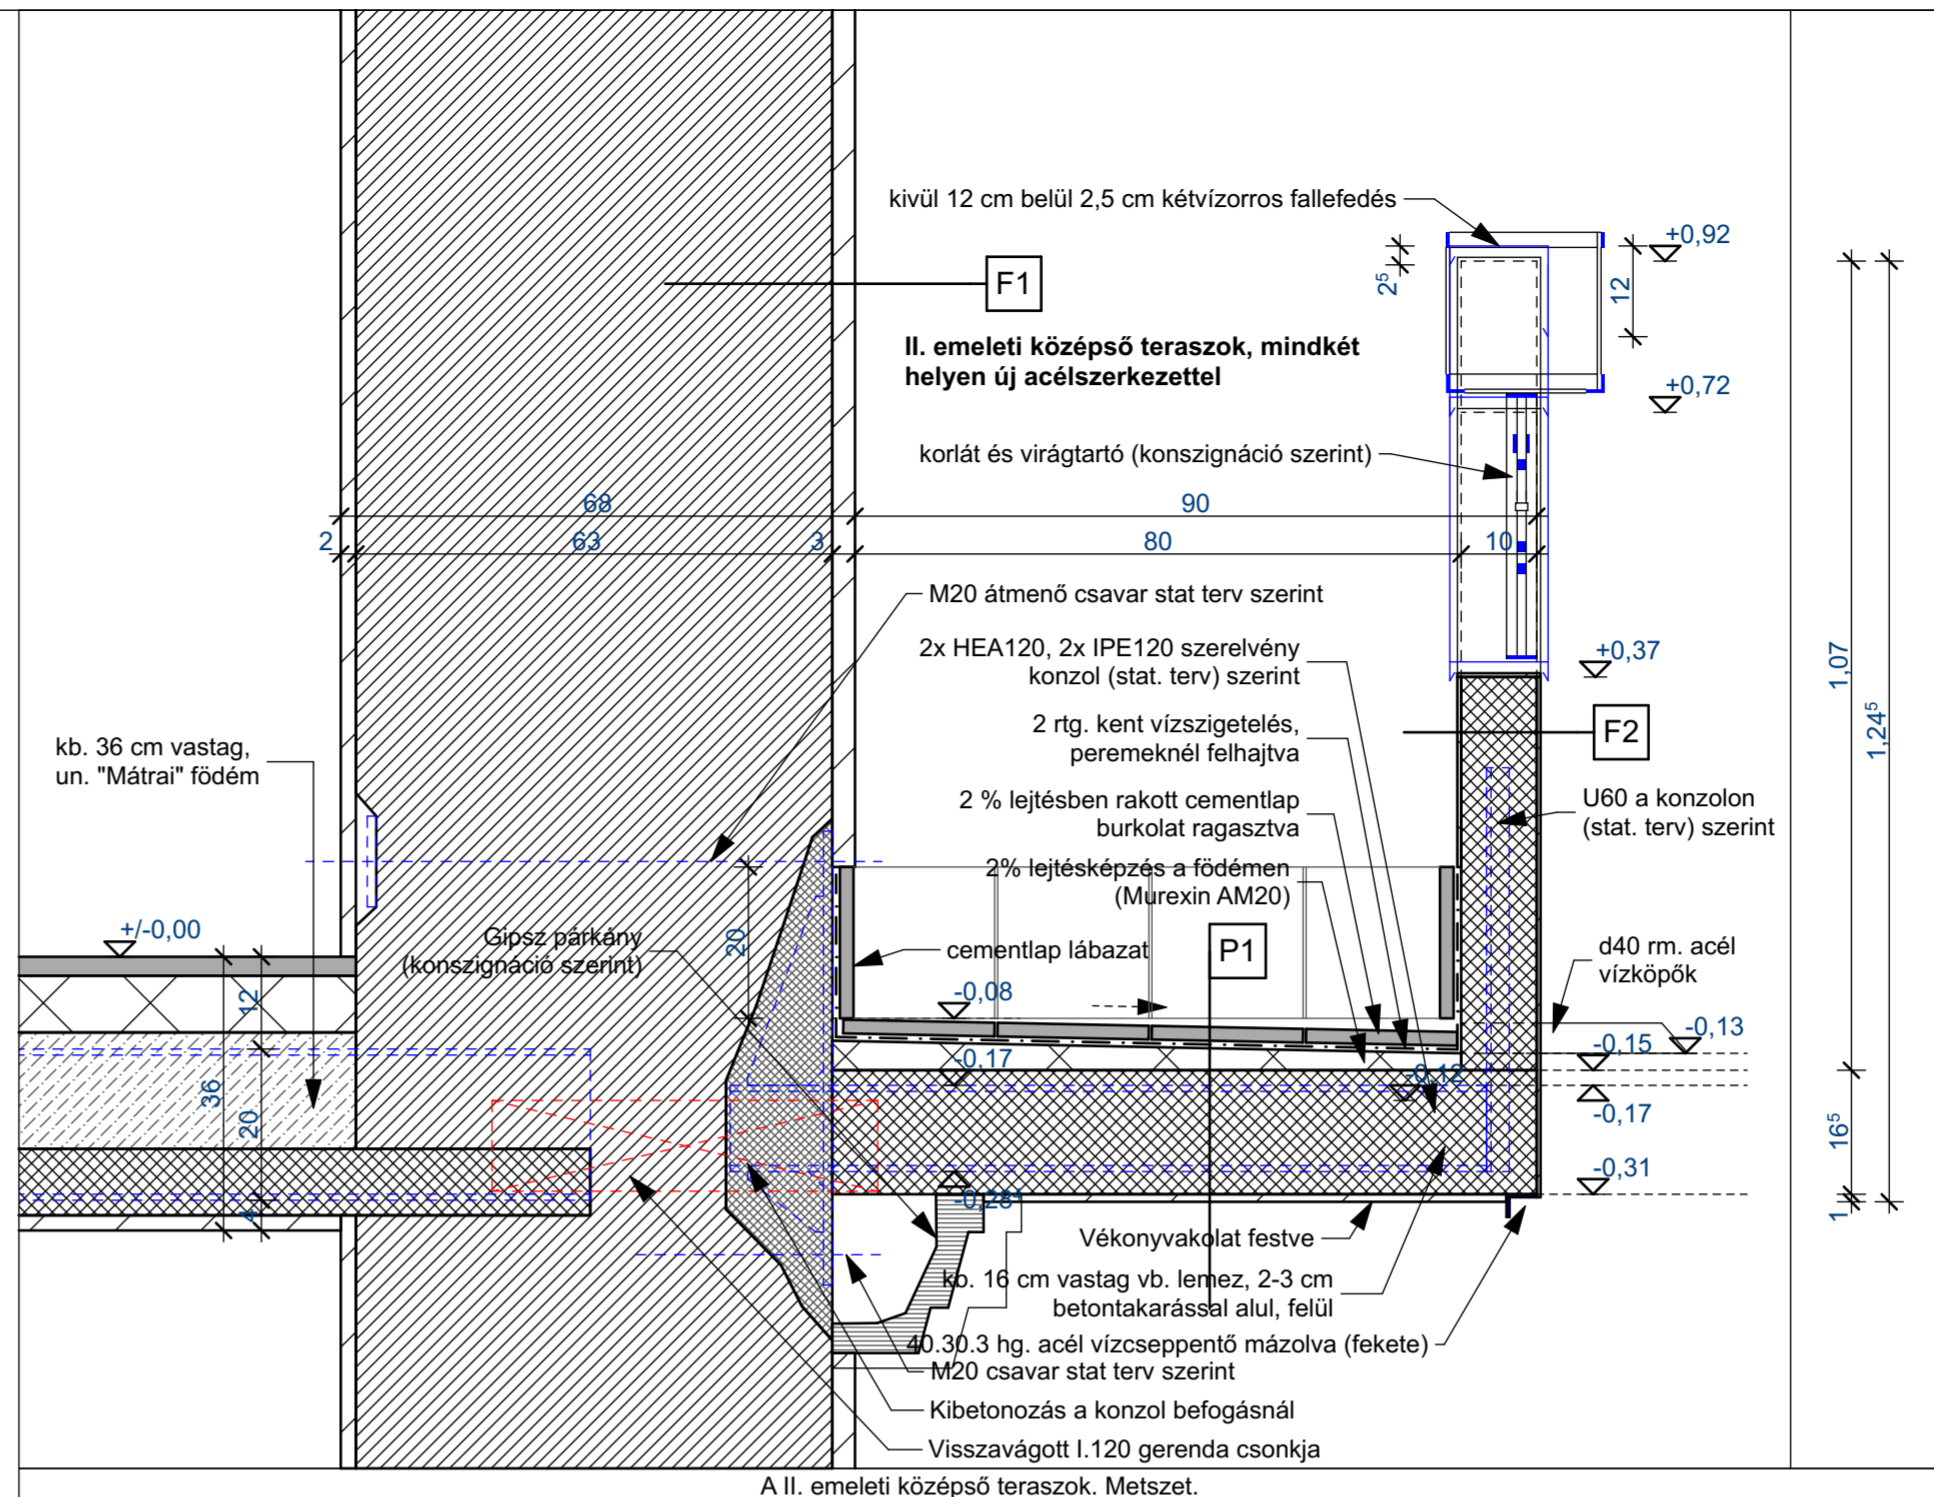 kivül 12 cm belül 2,5 cm kétvízorros fallefedés
+0,92
2⁵
12
F1
II. emeleti középső teraszok, mindkét
helyen új acélszerkezettel
+0,72
korlát és virágtartó (konszignáció szerint)
68
90
2
63
3
80
10
M20 átmenő csavar stat terv szerint
2x HEA120, 2x IPE120 szerelvény
konzol (stat. terv) szerint
+0,37
1,07
1,24⁵
2 rtg. kent vízszigetelés,
peremeknél felhajtva
F2
kb. 36 cm vastag,
un. "Mátrai" födém
2 % lejtésben rakott cementlap
burkolat ragasztva
U60 a konzolon
(stat. terv) szerint
2% lejtésképzés a födémen
(Murexin AM20)
+/-0,00
Gipsz párkány
(konszignáció szerint)
20
cementlap lábazat
P1
d40 rm. acél
vízköpők
-0,08
12
-0,13
-0,15
-0,17
-0,12
36
20
-0,17
16⁵
-0,31
-0,28⁴
4
1
Vékonyvakolat festve
kb. 16 cm vastag vb. lemez, 2-3 cm
betontakarással alul, felül
40.30.3 hg. acél vízcseppentő mázolva (fekete)
M20 csavar stat terv szerint
Kibetonozás a konzol befogásnál
Visszavágott I.120 gerenda csonkja
A II. emeleti középső teraszok. Metszet.